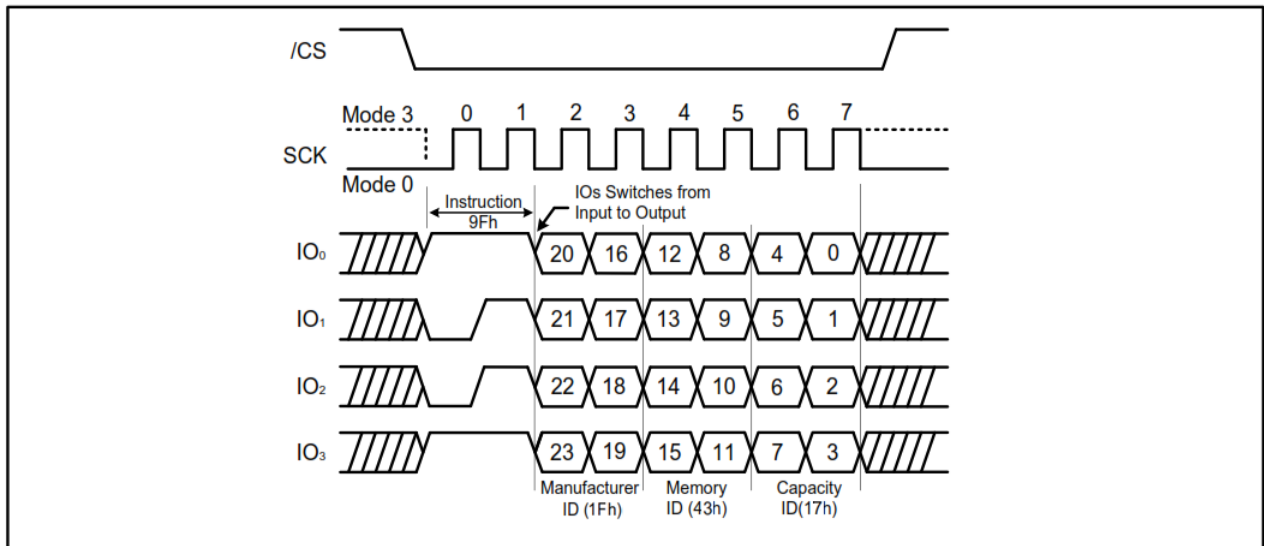 /CS
Mode 3 0 1 2 3 4 5 6 7
SCK
Mode 0
Instruction
9Fh
IOs Switches from
Input to Output
IO₀ 20 16 12 8 4 0
IO₁ 21 17 13 9 5 1
IO₂ 22 18 14 10 6 2
IO₃ 23 19 15 11 7 3
Manufacturer Memory Capacity
ID (1Fh) ID (43h) ID(17h)